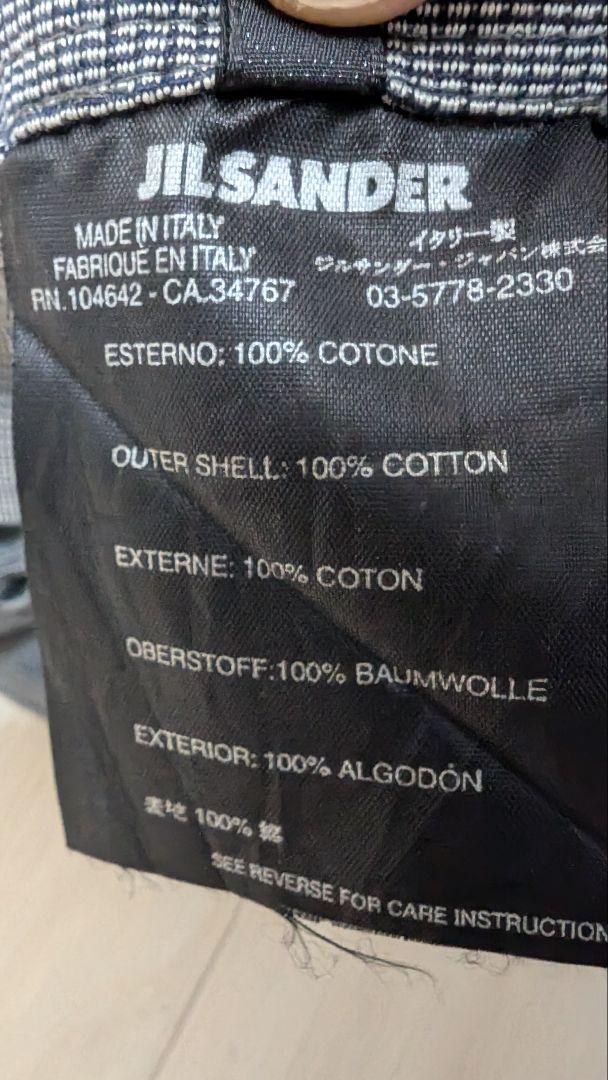 JILSANDER
MADE IN ITALY
FABRIQUÉ EN ITALY
RN.104642 - CA.34767
イタリー製
ジルサンダー・ジャパン株式会
03-5778-2330
ESTERNO: 100% COTONE
OUTER SHELL: 100% COTTON
EXTERNE: 100% COTON
OBERSTOFF:100% BAUMWOLLE
EXTERIOR: 100% ALGODÓN
表地 100% 綿
SEE REVERSE FOR CARE INSTRUCTION